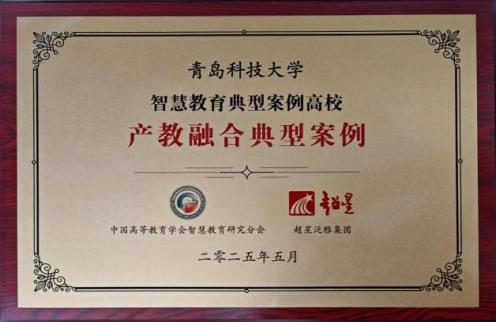 青岛科技大学
智慧教育典型案例高校
产教融合典型案例
超星
中国高等教育学会智慧教育研究分会
超星泛雅集团
二零二五年五月